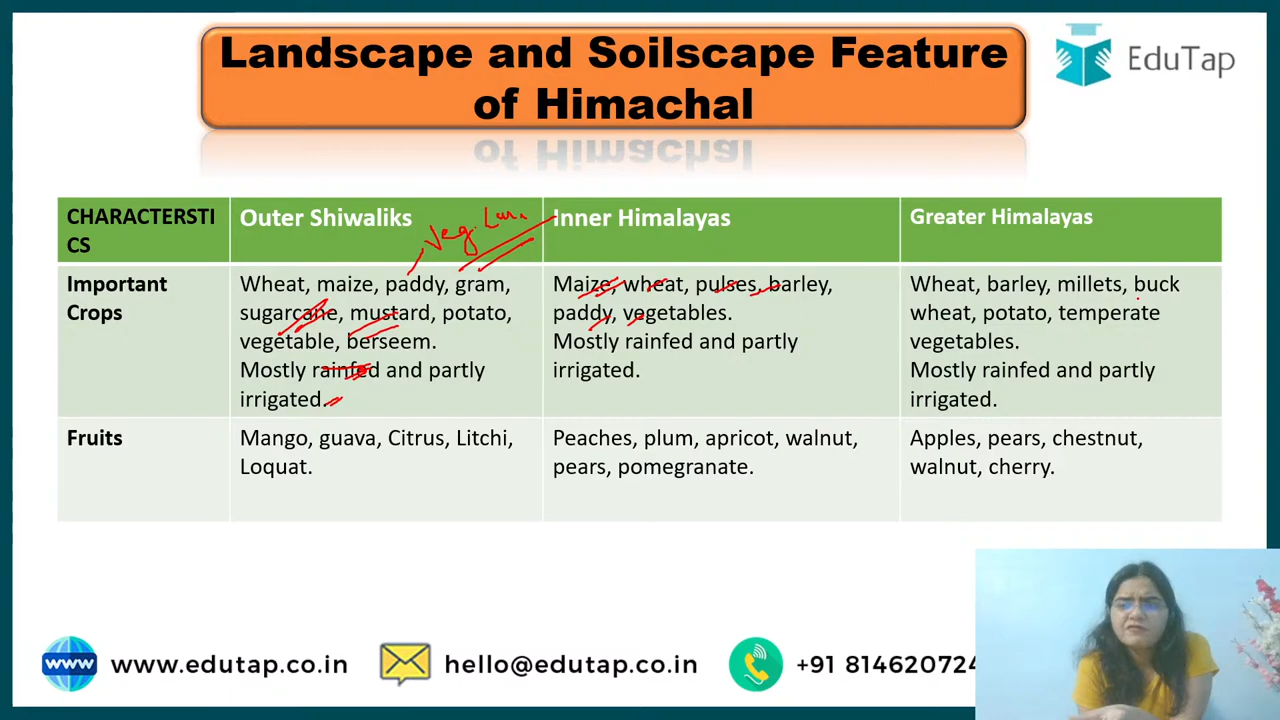 Landscape and Soilscape Feature
of Himachal
EduTap
CHARACTERSTI
CS
Outer Shiwaliks
Inner Himalayas
Greater Himalayas
Veg.
Important
Crops
Wheat, maize, paddy, gram,
sugarcane, mustard, potato,
vegetable, berseem.
Mostly rainfed and partly
irrigated.
Maize, wheat, pulses, barley,
paddy, vegetables.
Mostly rainfed and partly
irrigated.
Wheat, barley, millets, buck
wheat, potato, temperate
vegetables.
Mostly rainfed and partly
irrigated.
Fruits
Mango, guava, Citrus, Litchi,
Loquat.
Peaches, plum, apricot, walnut,
pears, pomegranate.
Apples, pears, chestnut,
walnut, cherry.
www
www.edutap.co.in
hello@edutap.co.in
+91 814620724